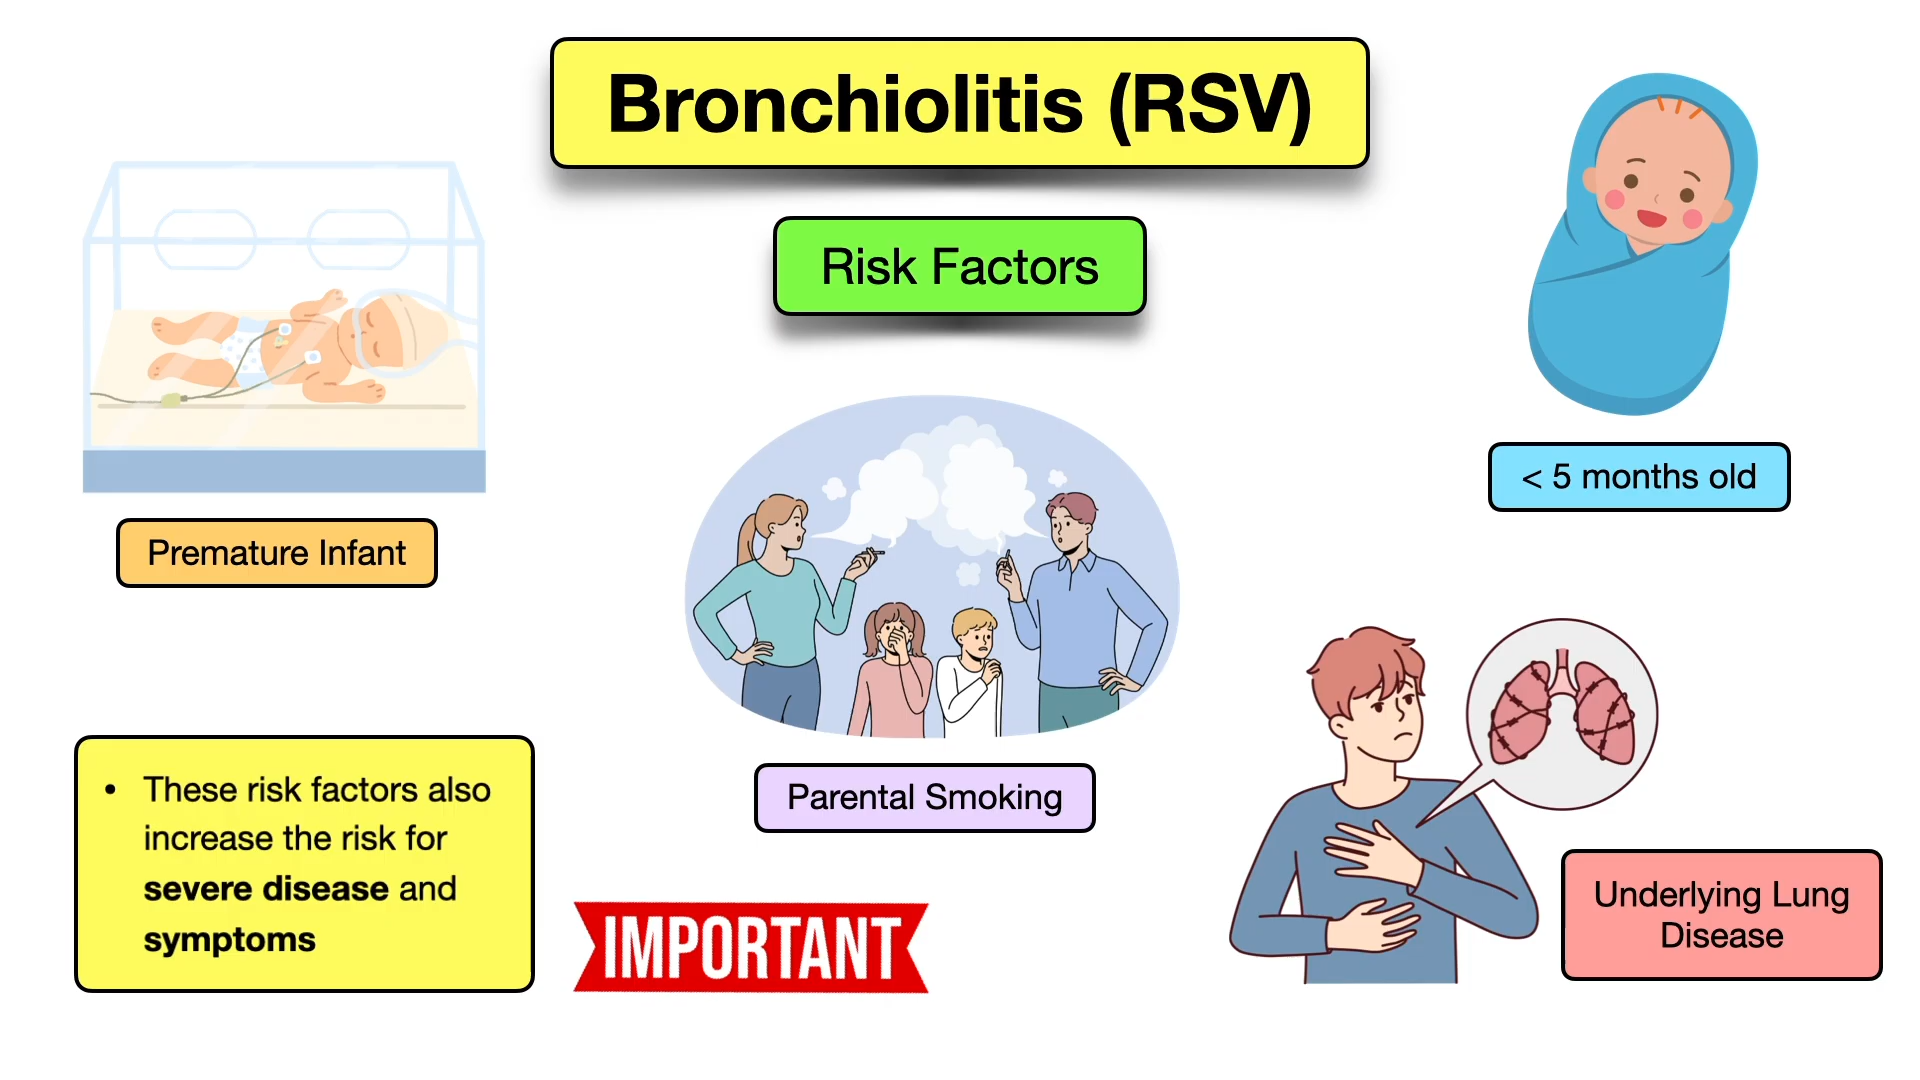 Bronchiolitis (RSV)
Risk Factors
< 5 months old
Premature Infant
Parental Smoking
• These risk factors also
increase the risk for
severe disease and
symptoms
IMPORTANT
Underlying Lung
Disease